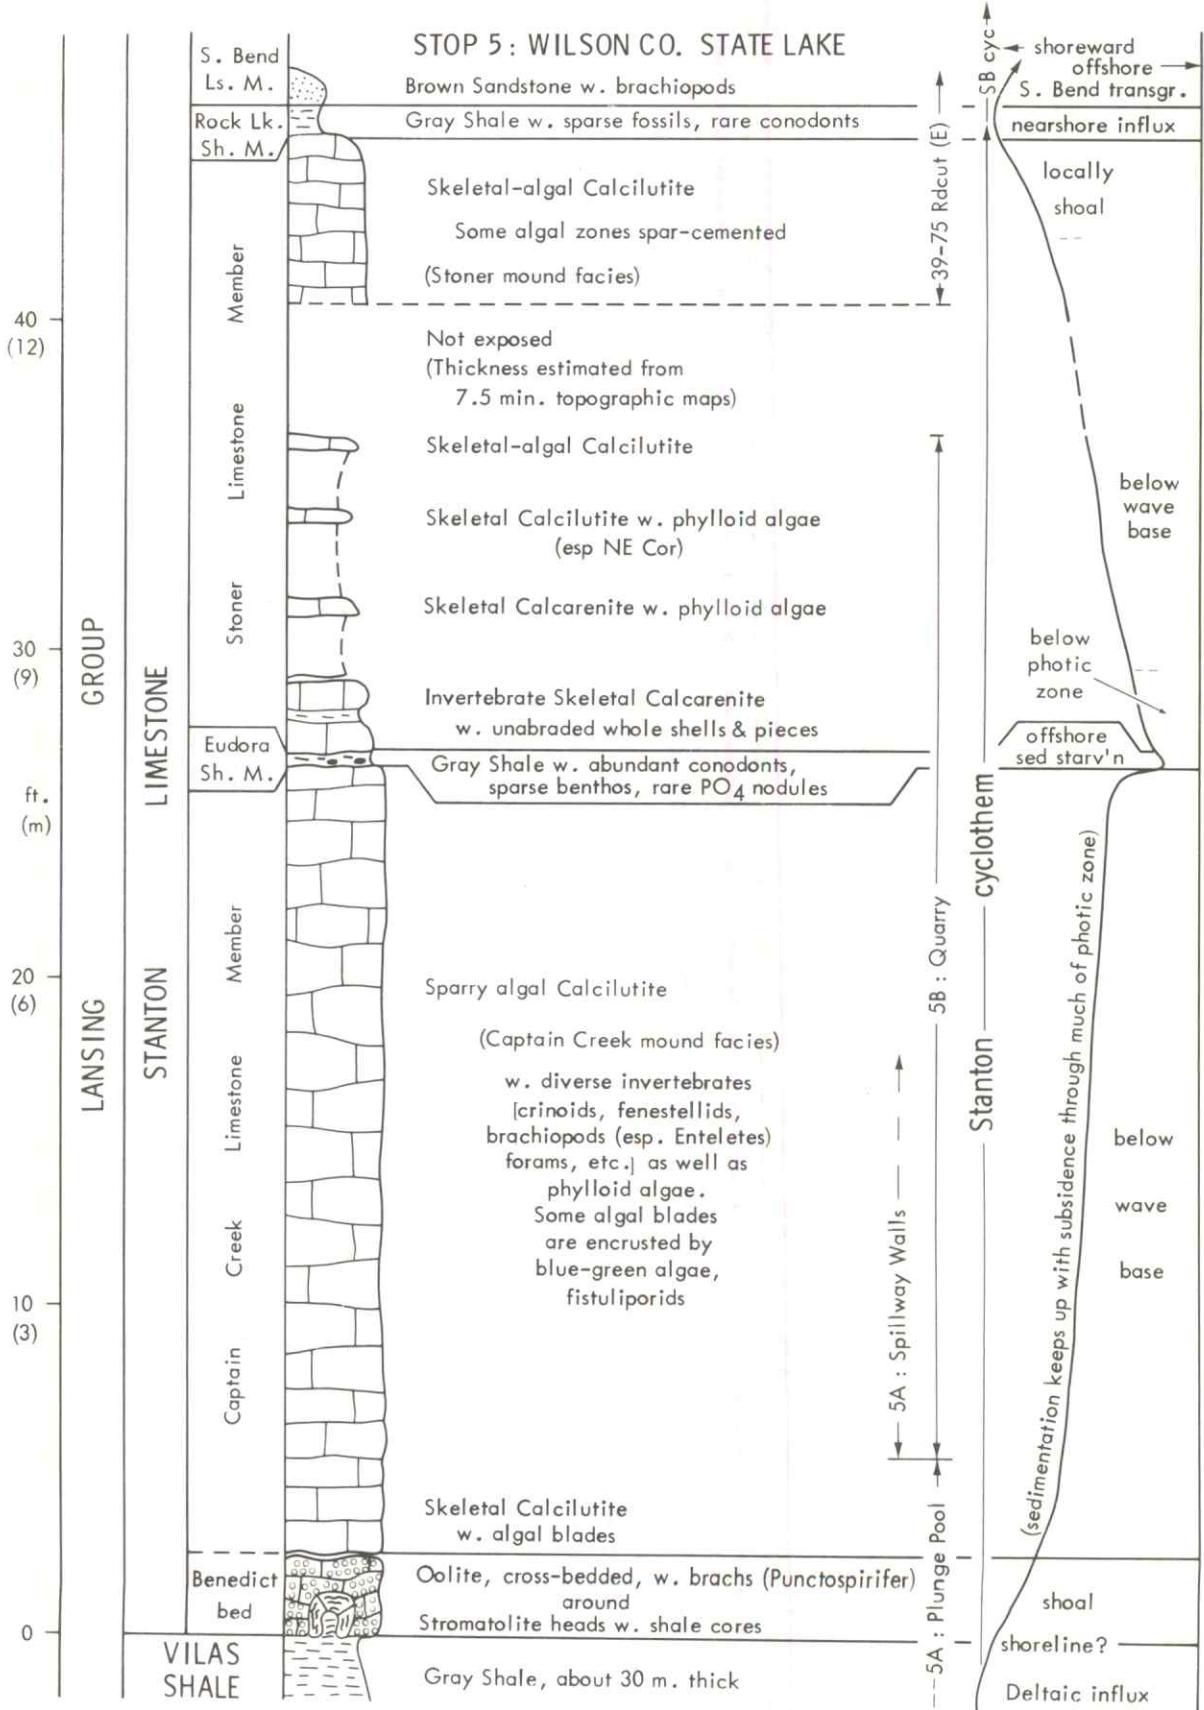 STOP 5: WILSON CO. STATE LAKE
S. Bend
Ls. M.
Brown Sandstone w. brachiopods
SB cyc
shoreward
offshore
S. Bend transgr.
Rock Lk.
Sh. M.
Gray Shale w. sparse fossils, rare conodonts
nearshore influx
39-75 Rdcut (E)
Skeletal-algal Calcilutite
Some algal zones spar-cemented
(Stoner mound facies)
locally
shoal
40
(12)
Not exposed
(Thickness estimated from
7.5 min. topographic maps)
Skeletal-algal Calcilutite
Skeletal Calcilutite w. phylloid algae
(esp NE Cor)
Skeletal Calcarenite w. phylloid algae
below
wave
base
Stoner Limestone Member
30
(9)
below
photic
zone
Invertebrate Skeletal Calcarenite
w. unabraded whole shells & pieces
Eudora
Sh. M.
Gray Shale w. abundant conodonts,
sparse benthos, rare PO4 nodules
offshore
sed starv'n
ft.
(m)
LANSING GROUP
STANTON LIMESTONE
Captain Creek Limestone Member
5B : Quarry
Stanton cyclothem
20
(6)
Sparry algal Calcilutite
(Captain Creek mound facies)
w. diverse invertebrates
[crinoids, fenestellids,
brachiopods (esp. Enteletes)
forams, etc.] as well as
phylloid algae.
Some algal blades
are encrusted by
blue-green algae,
fistuliporids
5A : Spillway Walls
(sedimentation keeps up with subsidence through much of photic zone)
below
wave
base
10
(3)
Skeletal Calcilutite
w. algal blades
5A : Plunge Pool
Benedict
bed
Oolite, cross-bedded, w. brachs (Punctospirifer)
around
Stromatolite heads w. shale cores
shoal
0
shoreline?
VILAS
SHALE
Gray Shale, about 30 m. thick
Deltaic influx